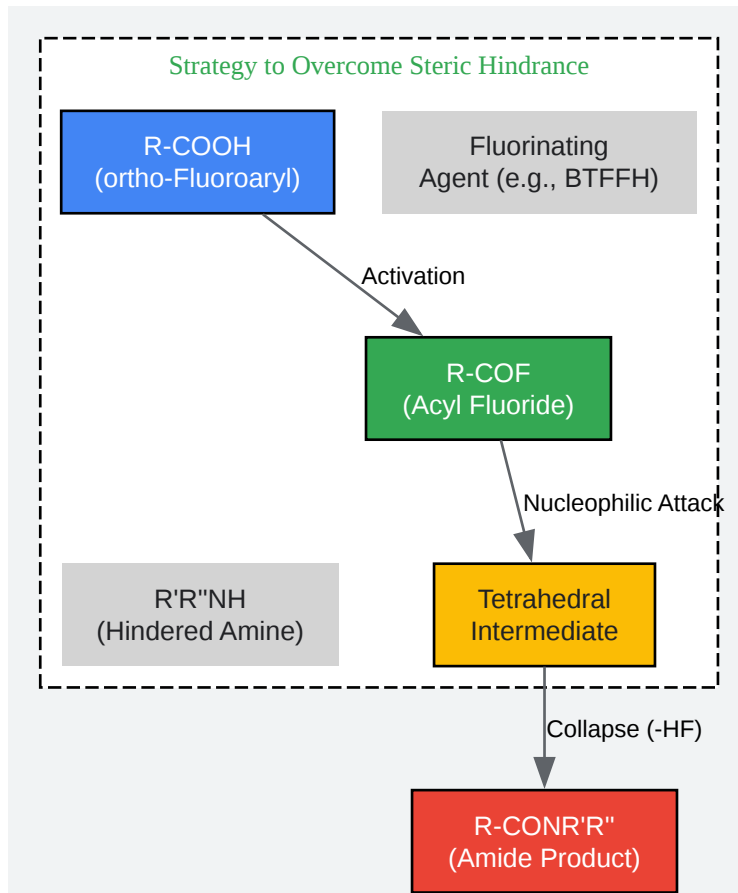 Strategy to Overcome Steric Hindrance
R-COOH
(ortho-Fluoroaryl)
Fluorinating
Agent (e.g., BTFFH)
Activation
R-COF
(Acyl Fluoride)
Nucleophilic Attack
R'R"NH
(Hindered Amine)
Tetrahedral
Intermediate
Collapse (-HF)
R-CONR'R"
(Amide Product)